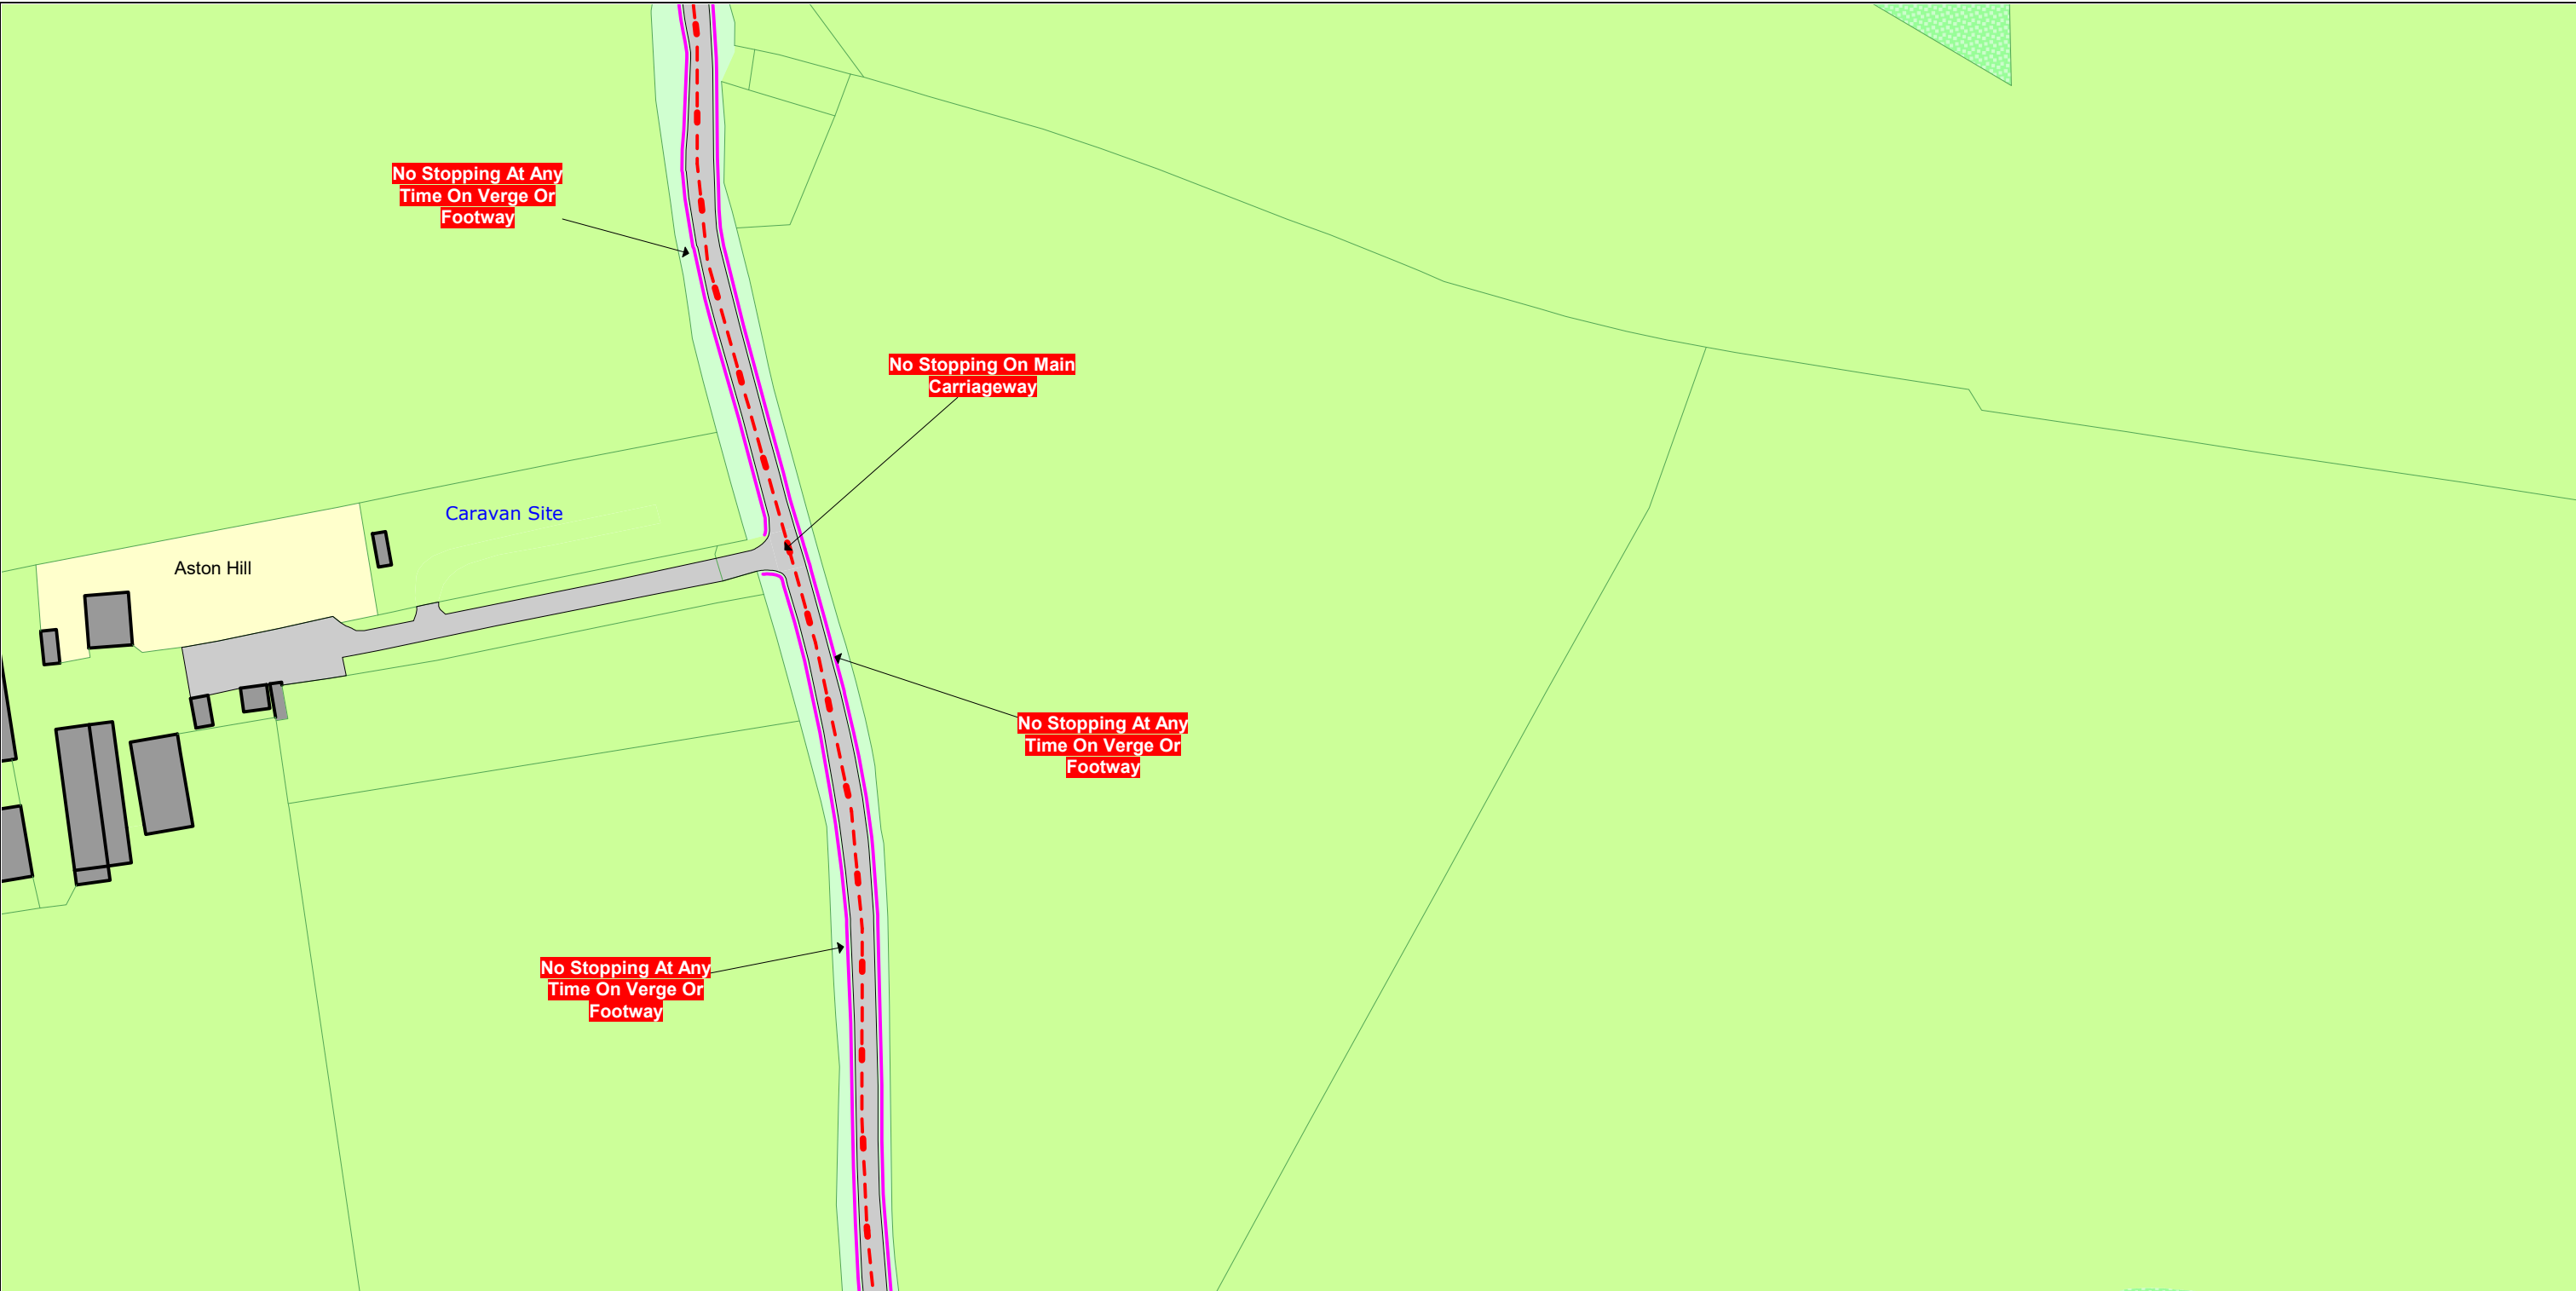 No Stopping At Any
Time On Verge Or
Footway
No Stopping On Main
Carriageway
Caravan Site
Aston Hill
No Stopping At Any
Time On Verge Or
Footway
No Stopping At Any
Time On Verge Or
Footway